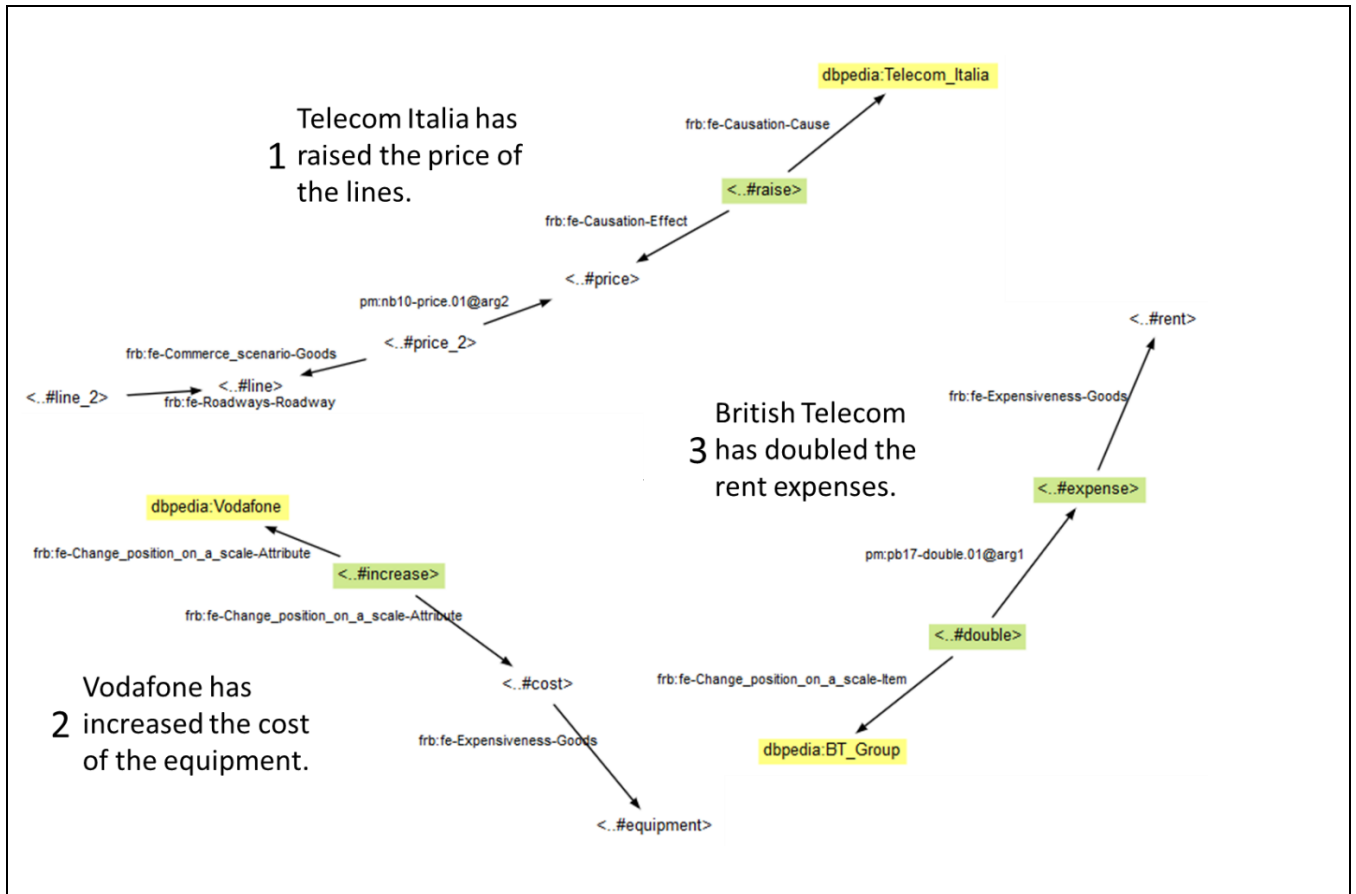 dbpedia:Telecom_Italia
Telecom Italia has
1 raised the price of
the lines.
frb:fe-Causation-Cause
<..#raise>
frb:fe-Causation-Effect
<..#price>
pm:nb10-price.01@arg2
<..#price_2>
frb:fe-Commerce_scenario-Goods
<..#line>
<..#line_2>
frb:fe-Roadways-Roadway
<..#rent>
frb:fe-Expensiveness-Goods
British Telecom
3 has doubled the
rent expenses.
<..#expense>
pm:pb17-double.01@arg1
<..#double>
frb:fe-Change_position_on_a_scale-Item
dbpedia:BT_Group
dbpedia:Vodafone
frb:fe-Change_position_on_a_scale-Attribute
<..#increase>
frb:fe-Change_position_on_a_scale-Attribute
<..#cost>
Vodafone has
2 increased the cost
of the equipment.
frb:fe-Expensiveness-Goods
<..#equipment>